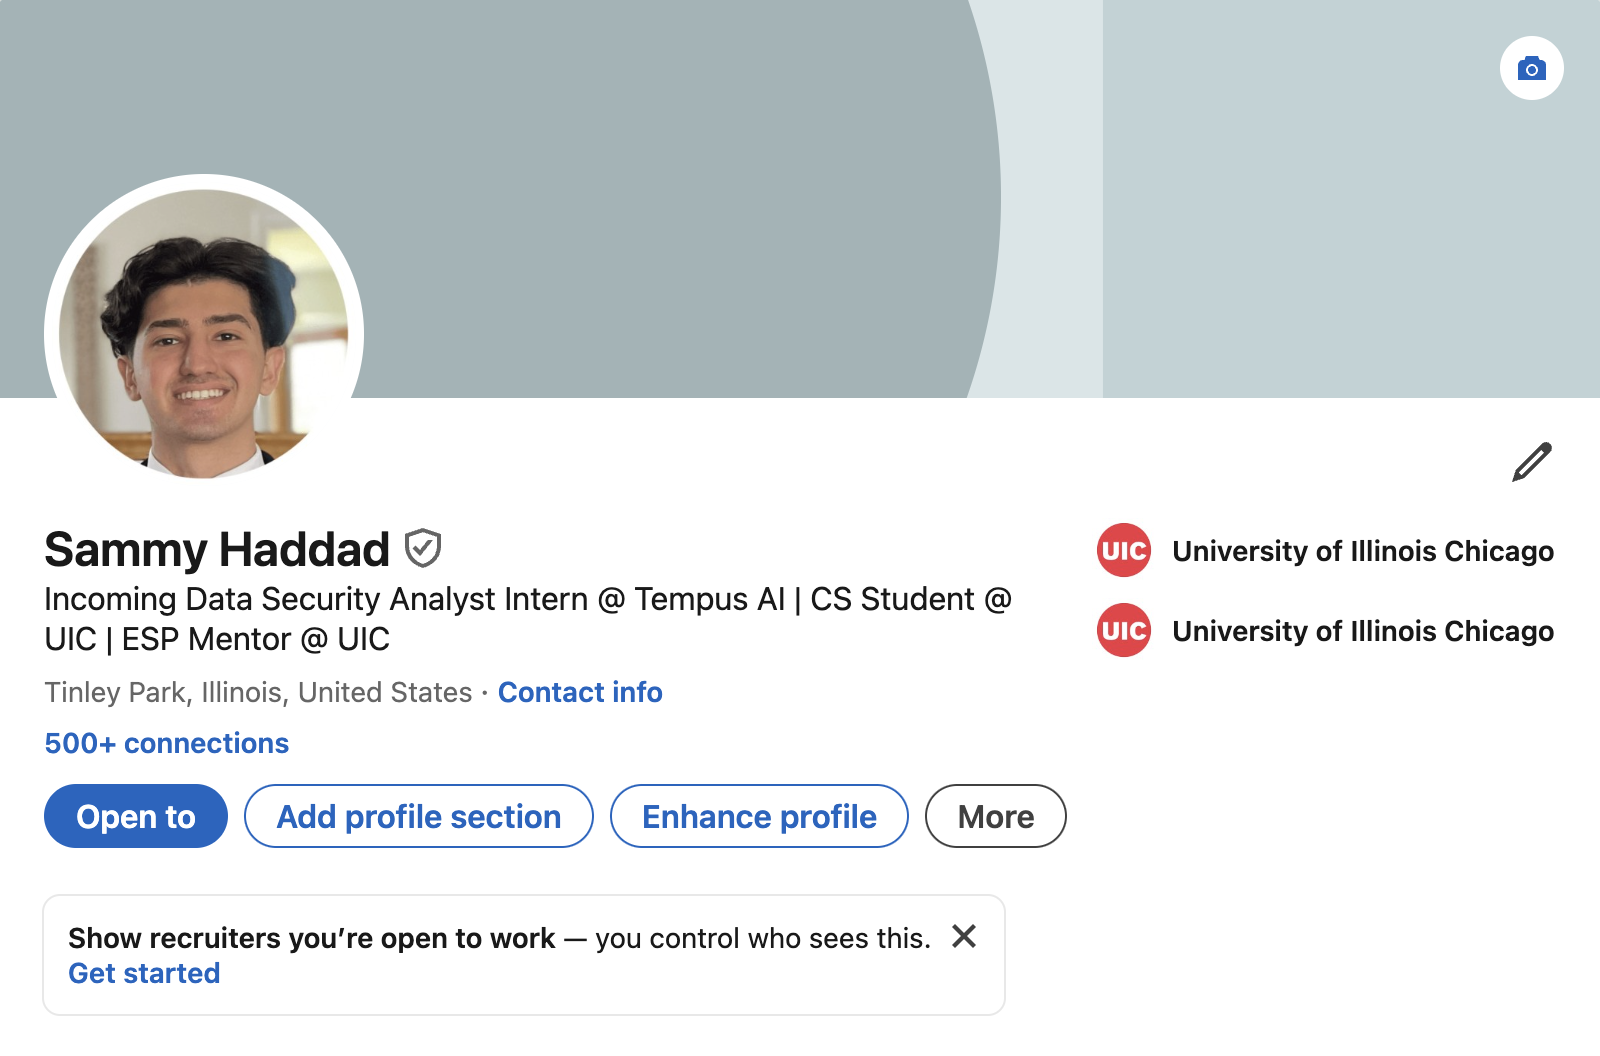 Sammy Haddad
Incoming Data Security Analyst Intern @ Tempus AI | CS Student @
UIC | ESP Mentor @ UIC
Tinley Park, Illinois, United States · Contact info
500+ connections
Open to
Add profile section
Enhance profile
More
UIC University of Illinois Chicago
UIC University of Illinois Chicago
Show recruiters you’re open to work — you control who sees this.
Get started